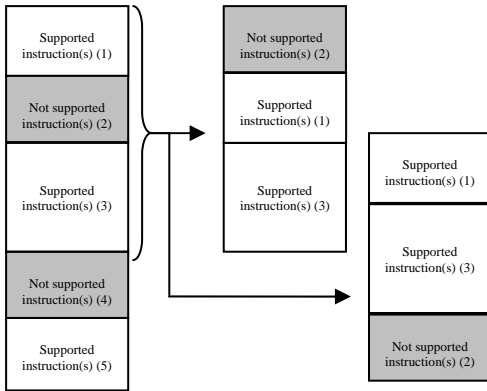 Supported
instruction(s) (1)
Not supported
instruction(s) (2)
Supported
instruction(s) (3)
Not supported
instruction(s) (4)
Supported
instruction(s) (5)
Not supported
instruction(s) (2)
Supported
instruction(s) (1)
Supported
instruction(s) (3)
Supported
instruction(s) (1)
Supported
instruction(s) (3)
Not supported
instruction(s) (2)